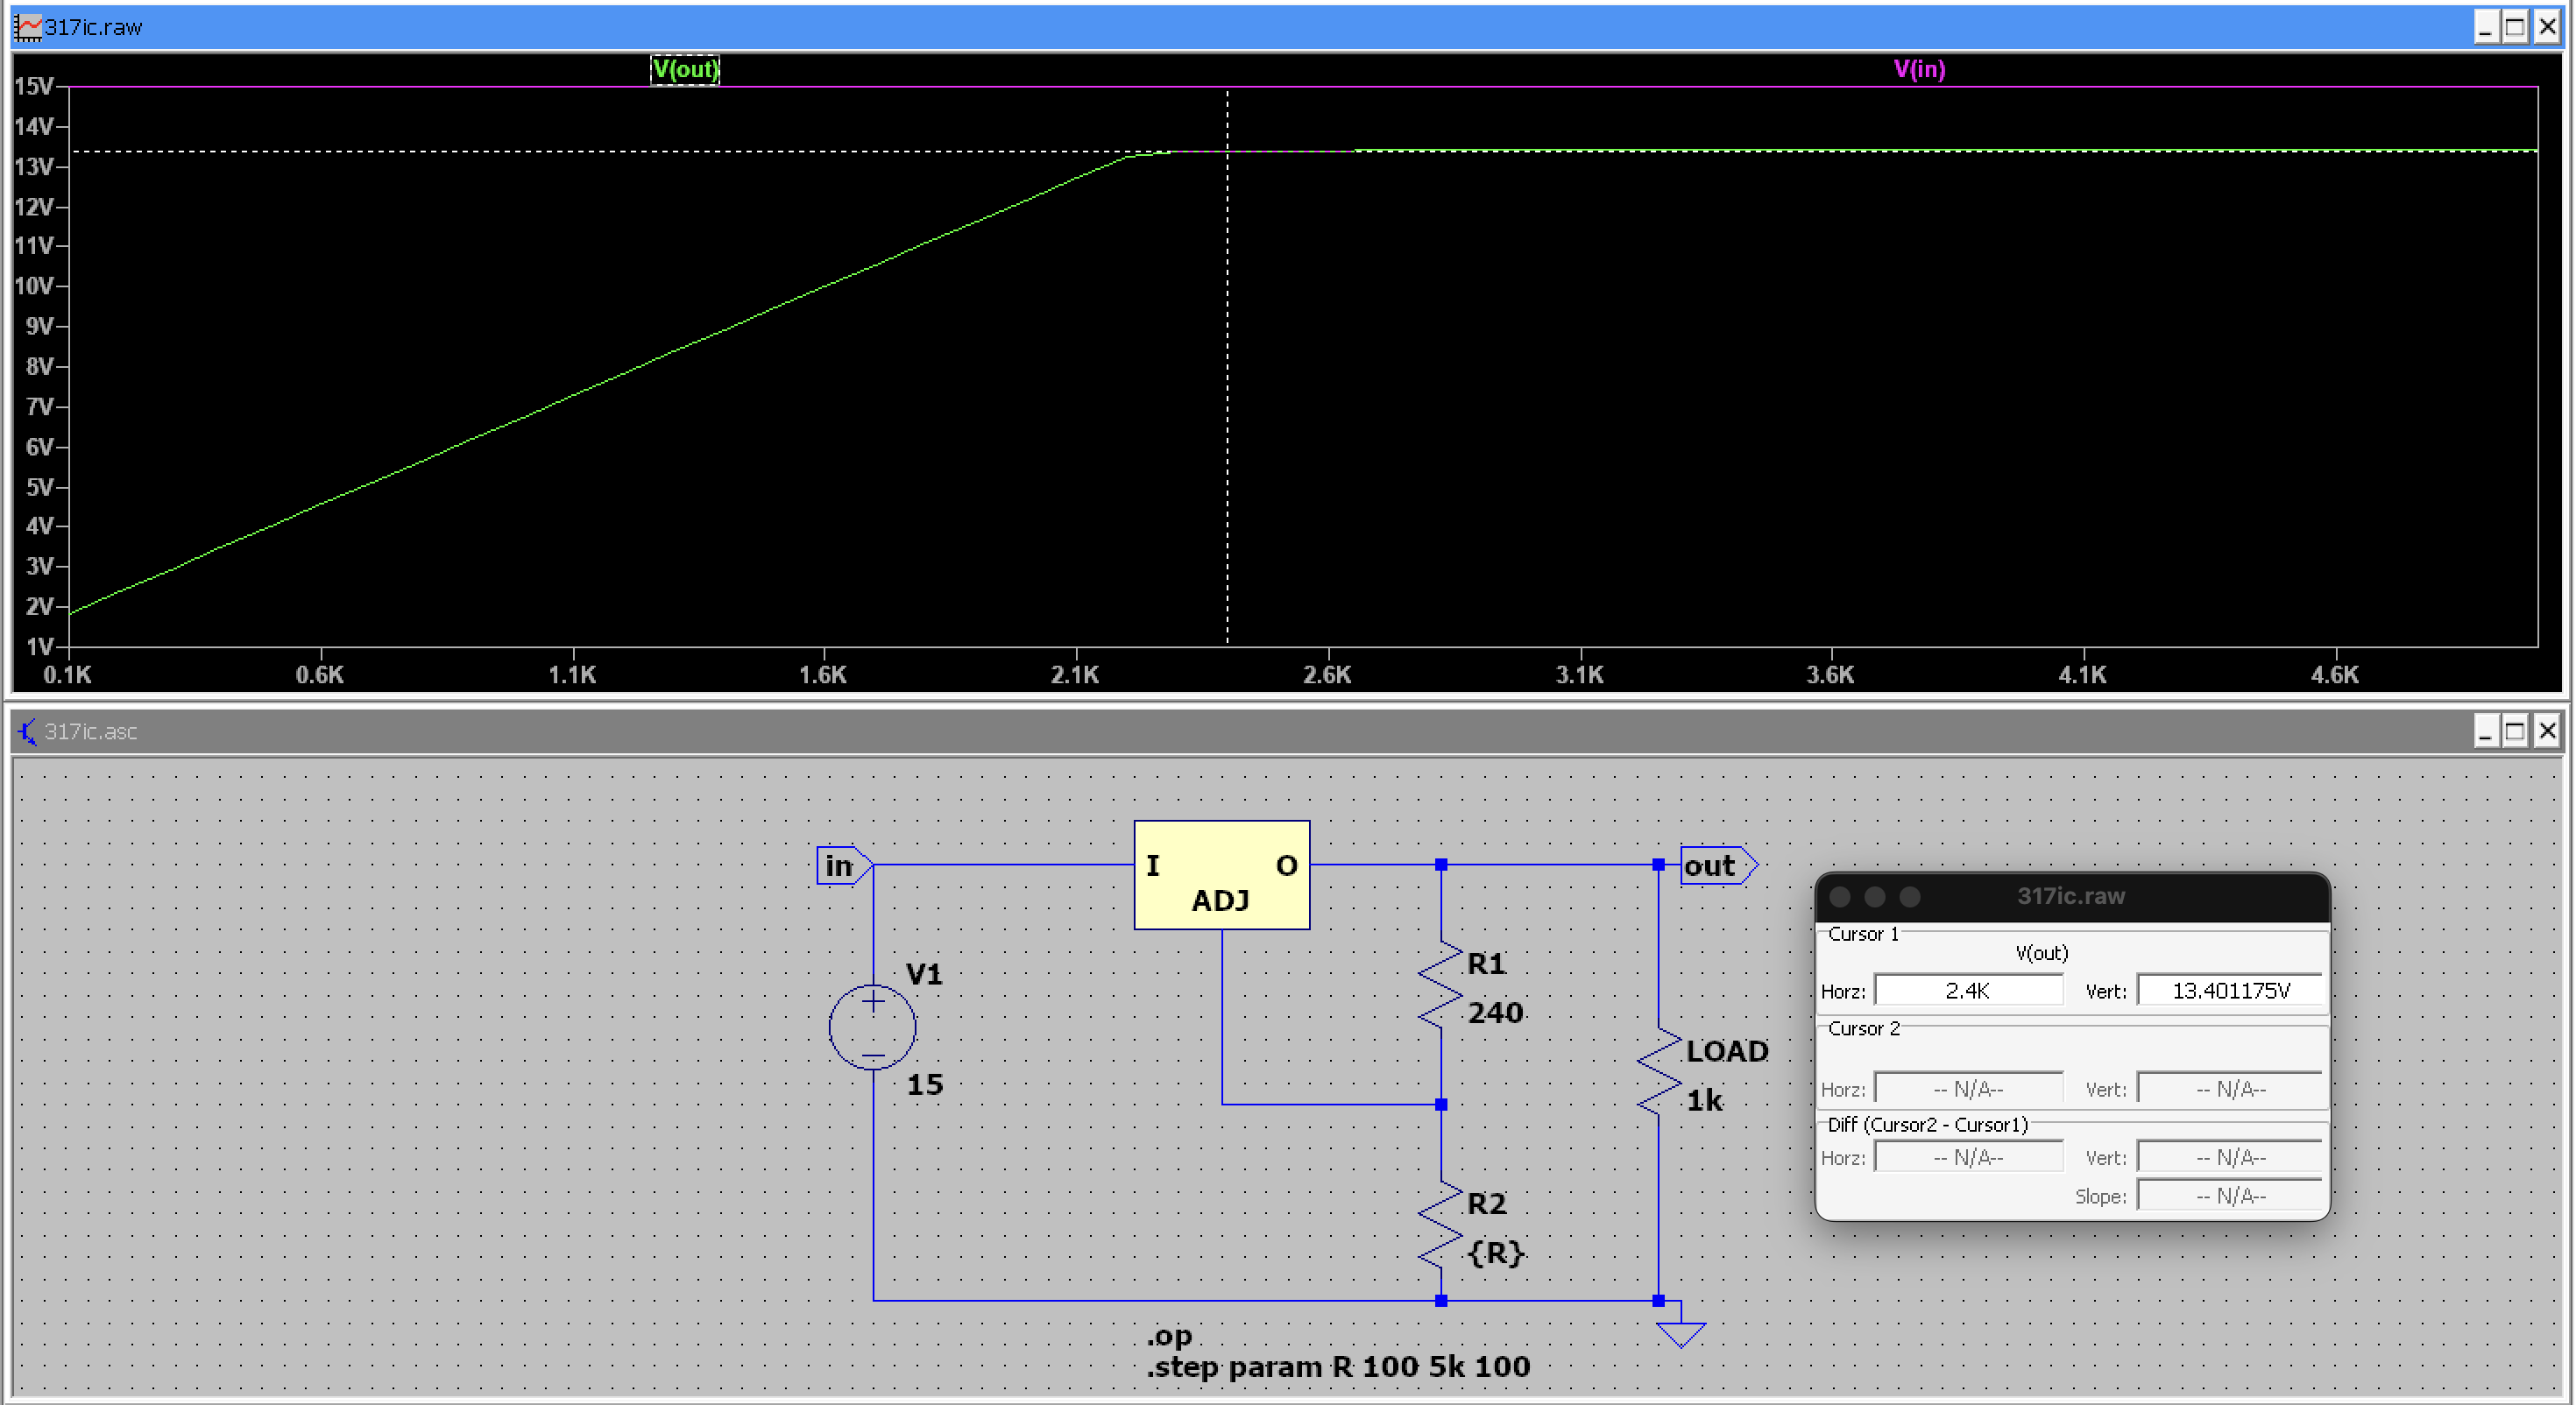 317ic.raw
V(out) V(in)
15V
14V
13V
12V
11V
10V
9V
8V
7V
6V
5V
4V
3V
2V
1V
0.1K 0.6K 1.1K 1.6K 2.1K 2.6K 3.1K 3.6K 4.1K 4.6K
317ic.asc
in
I O
ADJ
out
V1
15
R1
240
LOAD
1k
R2
{R}
.op
.step param R 100 5k 100
317ic.raw
Cursor 1
V(out)
Horz: 2.4K Vert: 13.401175V
Cursor 2
Horz: -- N/A-- Vert: -- N/A--
Diff (Cursor2 - Cursor1)
Horz: -- N/A-- Vert: -- N/A--
Slope: -- N/A--